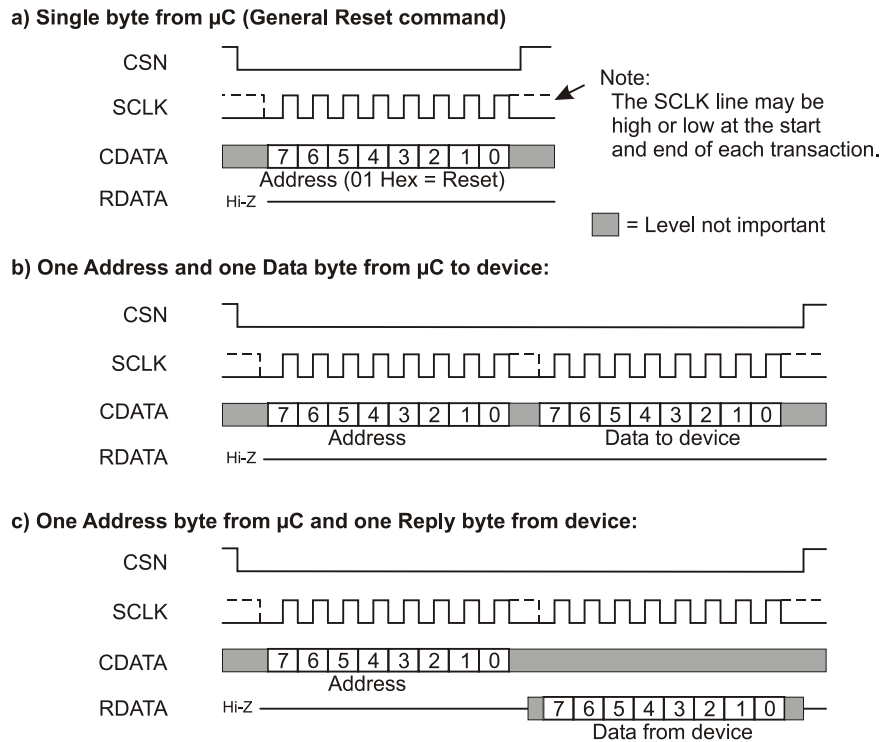 a) Single byte from µC (General Reset command)
CSN
SCLK
Note:
The SCLK line may be
high or low at the start
and end of each transaction.
CDATA 7 6 5 4 3 2 1 0
Address (01 Hex = Reset)
RDATA Hi-Z
= Level not important
b) One Address and one Data byte from µC to device:
CSN
SCLK
CDATA 7 6 5 4 3 2 1 0 7 6 5 4 3 2 1 0
Address Data to device
RDATA Hi-Z
c) One Address byte from µC and one Reply byte from device:
CSN
SCLK
CDATA 7 6 5 4 3 2 1 0
Address
RDATA Hi-Z 7 6 5 4 3 2 1 0
Data from device